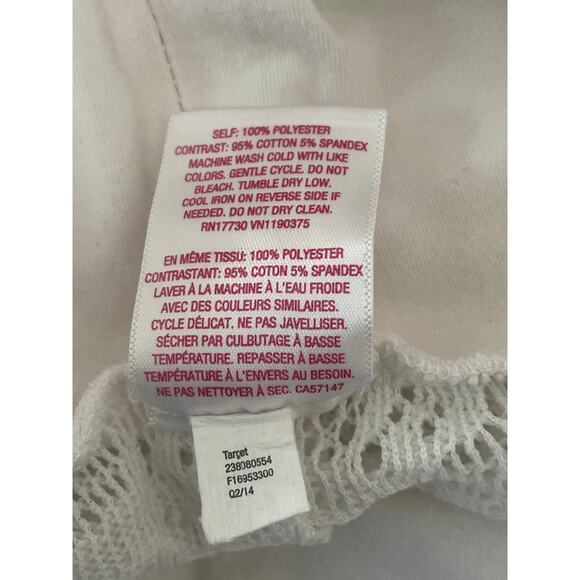 SELF: 100% POLYESTER
CONTRAST: 95% COTTON 5% SPANDEX
MACHINE WASH COLD WITH LIKE
COLORS. GENTLE CYCLE. DO NOT
BLEACH. TUMBLE DRY LOW.
COOL IRON ON REVERSE SIDE IF
NEEDED. DO NOT DRY CLEAN.
RN17730 VN1190375
EN MÊME TISSU: 100% POLYESTER
CONTRASTANT: 95% COTON 5% SPANDEX
LAVER À LA MACHINE À L'EAU FROIDE
AVEC DES COULEURS SIMILAIRES.
CYCLE DÉLICAT. NE PAS JAVELLISER.
SÉCHER PAR CULBUTAGE À BASSE
TEMPÉRATURE. REPASSER À BASSE
TEMPÉRATURE À L'ENVERS AU BESOIN.
NE PAS NETTOYER À SEC. CA57147
Target
238080554
F16953300
02/14